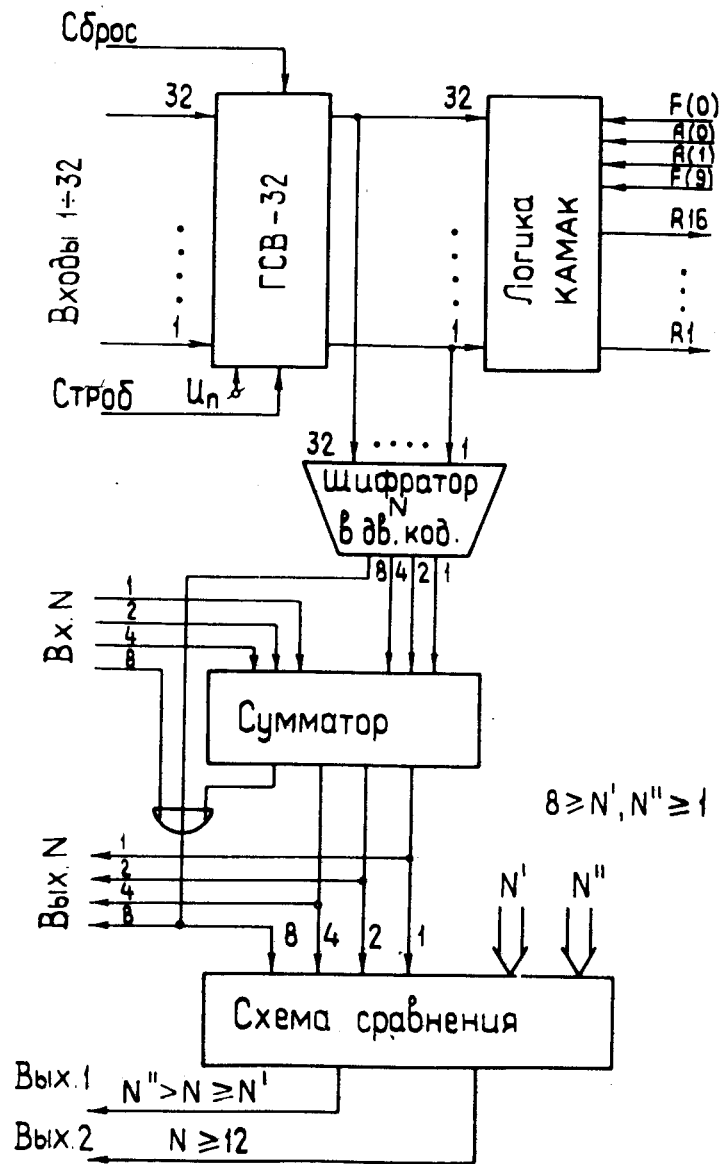 Сброс
32
32
F(0)
A(0)
A(1)
F(9)
Входы 1÷32
ГСВ-32
Логика
КАМАК
R16
1
1
R1
Строб
Uп
32
1
Шифратор
N
в дв. код.
8 4 2 1
Вх. N
1
2
4
8
Сумматор
8 ≥ N', N" ≥ 1
Вых. N
1
2
4
8
8 4 2 1
N'
N"
Схема сравнения
Вых.1
N" > N ≥ N'
Вых.2
N ≥ 12